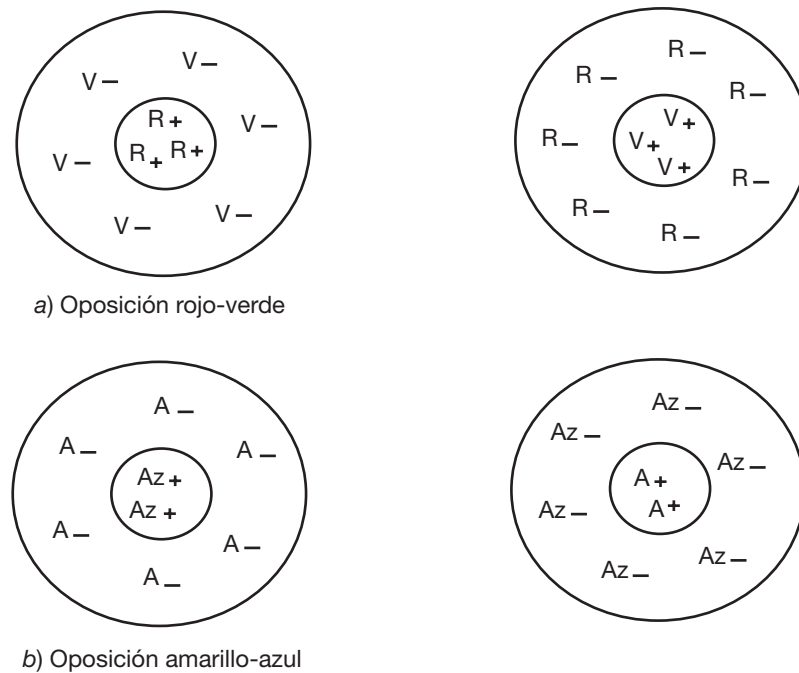 V –
V –
R +
V –
R + R +
V –
V –
V –
R –
R –
R –
V +
R –
V +
V +
R –
R –
R –
a) Oposición rojo-verde
A –
A –
A –
Az +
Az +
A –
A –
A –
Az –
Az –
Az –
A +
A +
Az –
Az –
Az –
b) Oposición amarillo-azul